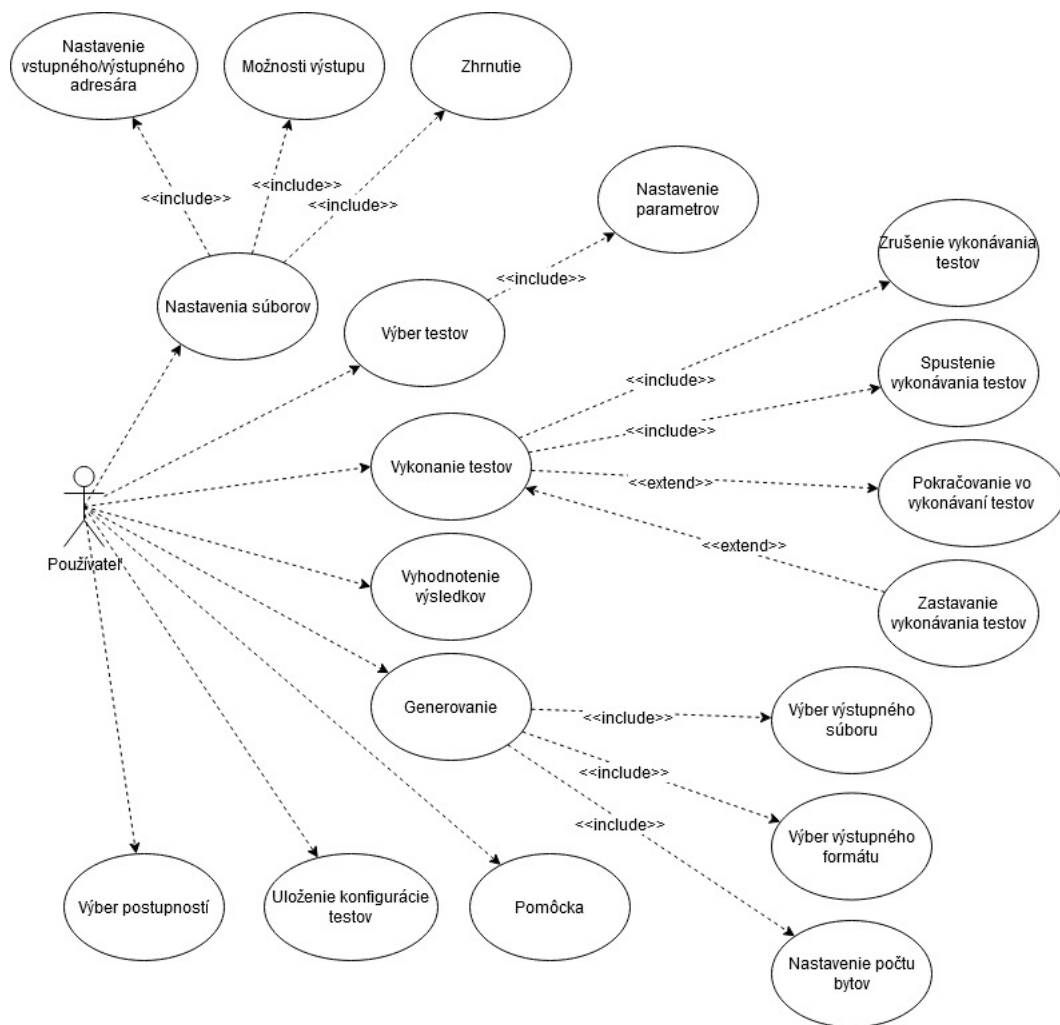 Nastavenie
vstupného/výstupného
adresára
Možnosti výstupu
Zhrnutie
<<include>>
<<include>>
<<include>>
Nastavenie
parametrov
<<include>>
Nastavenia súborov
Výber testov
Zrušenie vykonávania
testov
<<include>>
Spustenie
vykonávania testov
<<include>>
Vykonanie testov
<<extend>>
Pokračovanie vo
vykonávaní testov
<<extend>>
Zastavanie
vykonávania testov
Používateľ
Vyhodnotenie
výsledkov
Generovanie
<<include>>
Výber výstupného
súboru
<<include>>
Výber výstupného
formátu
<<include>>
Nastavenie počtu
bytov
Výber postupností
Uloženie konfigurácie
testov
Pomôcka